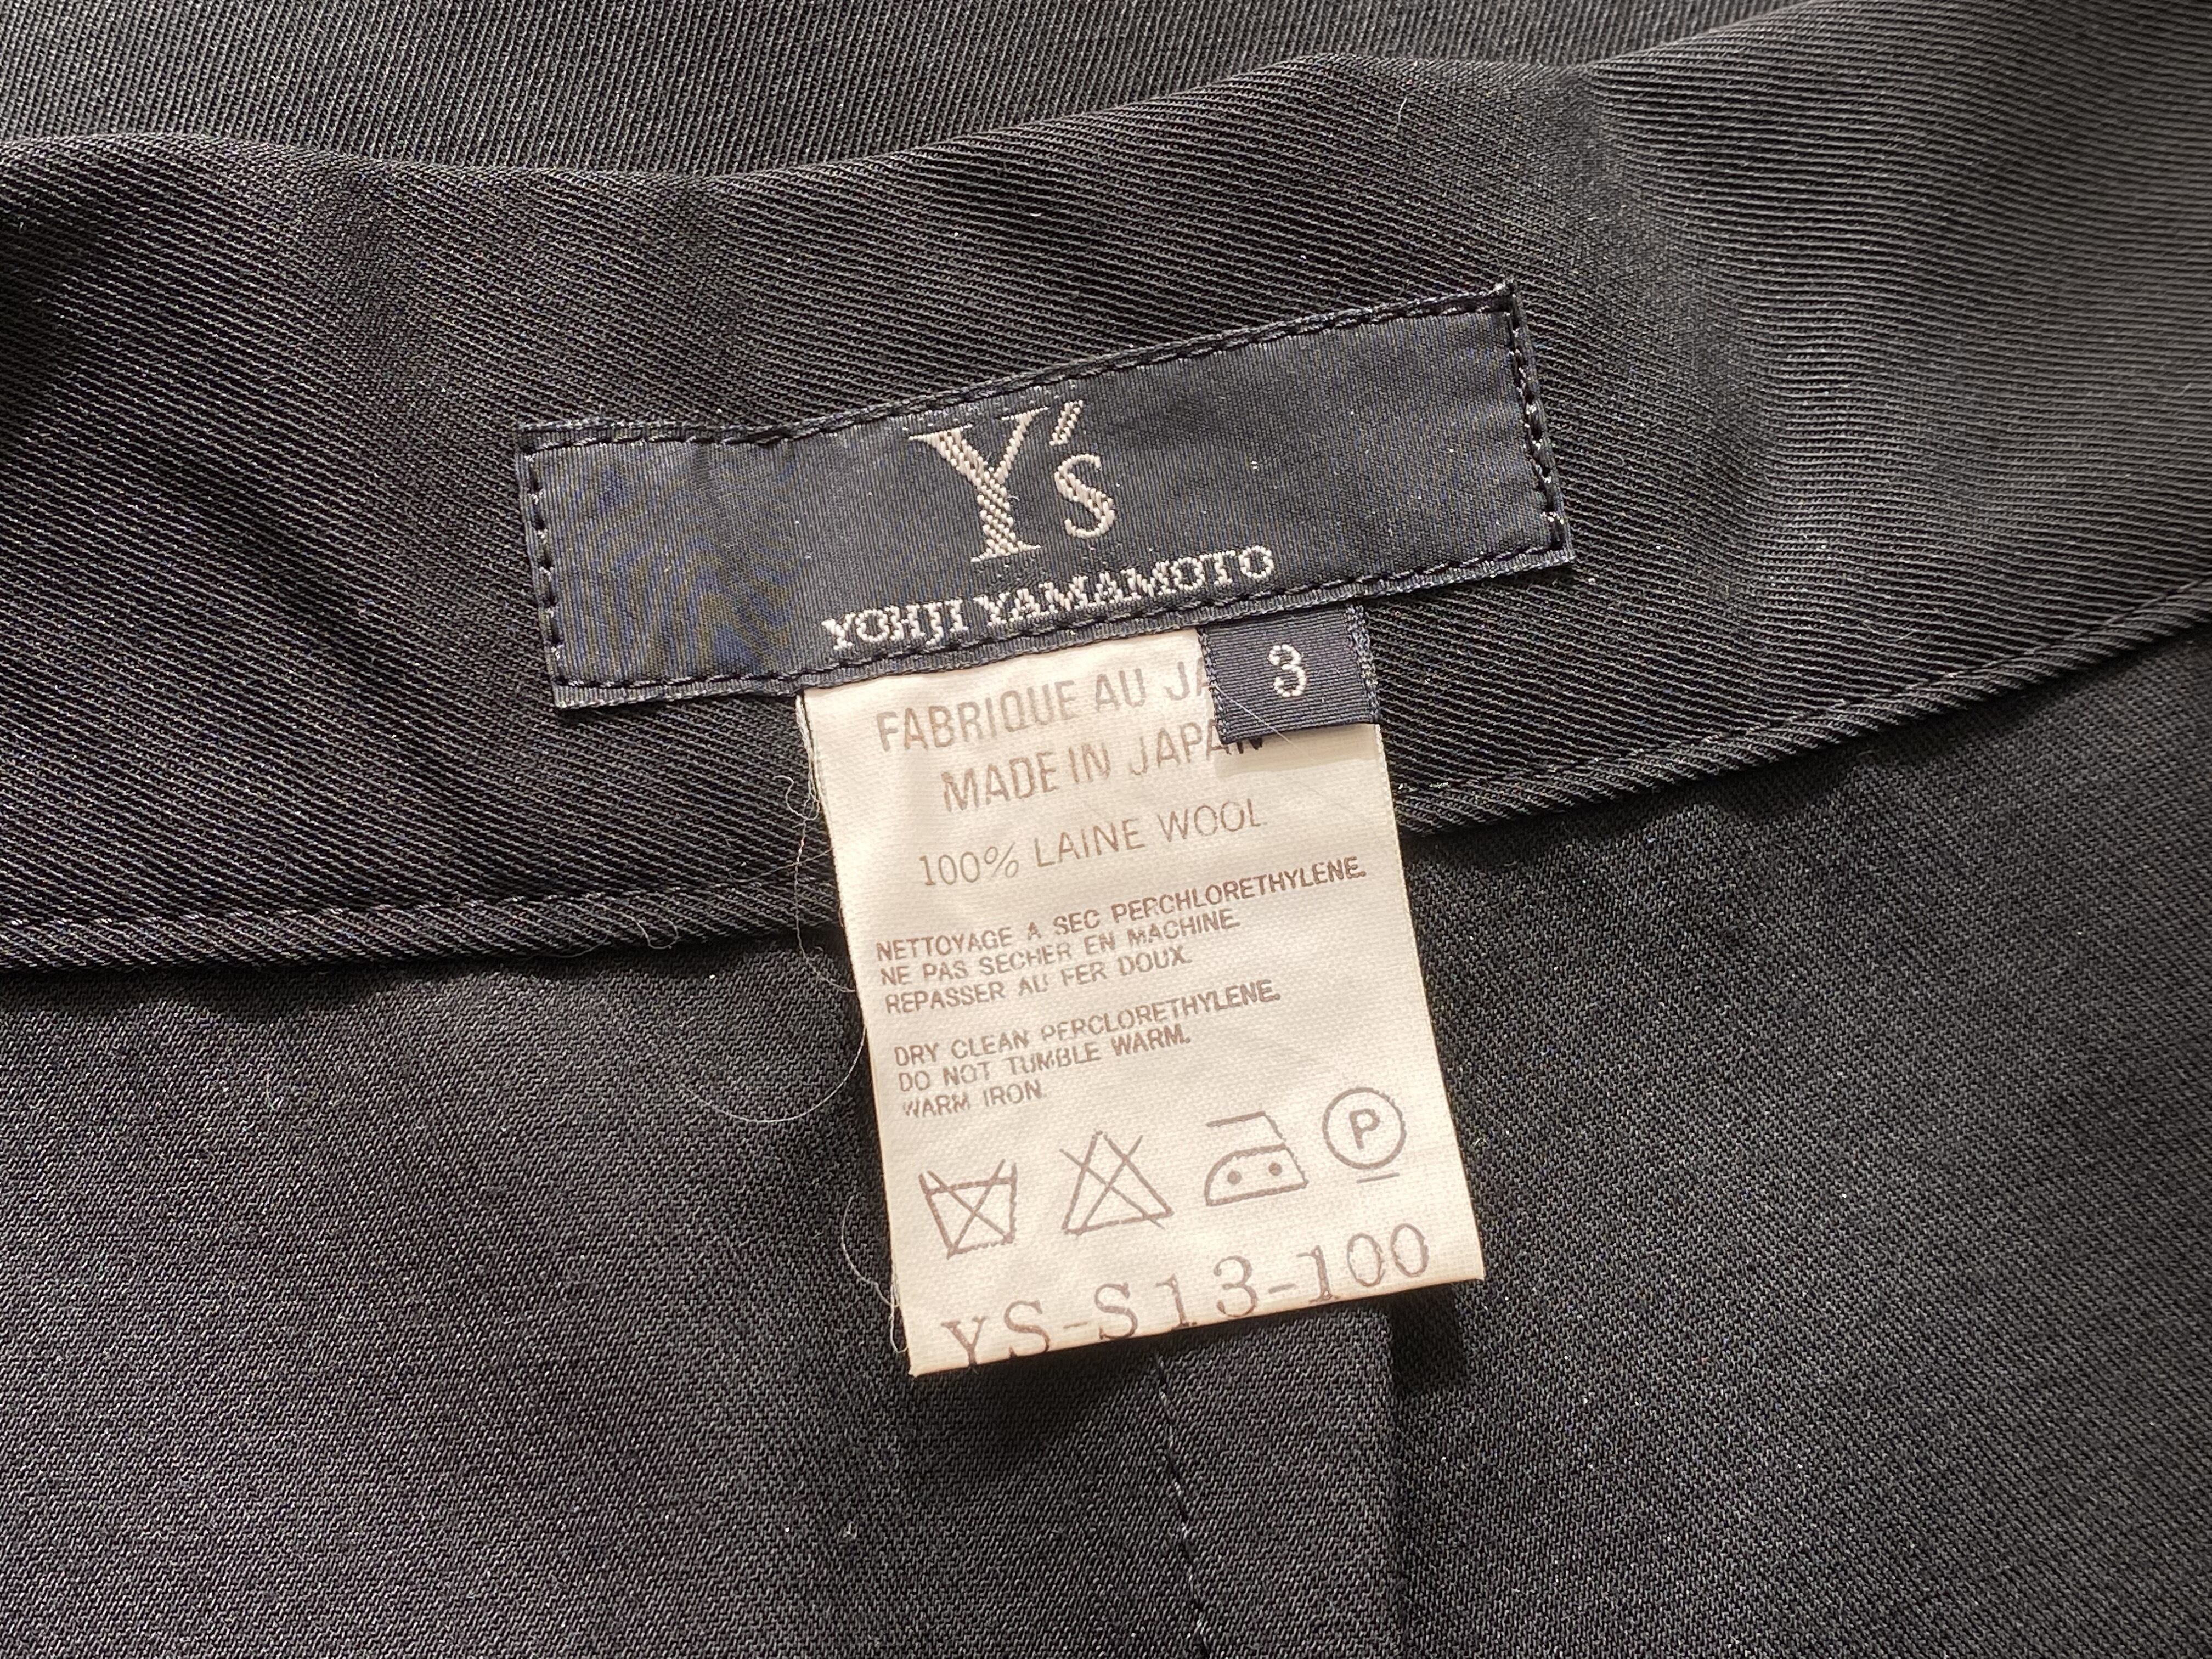 Y's
YOHJI YAMAMOTO
3
FABRIQUE AU
MADE IN JAPAN
100% LAINE WOOL
NETTOYAGE A SEC PERCHLORETHYLENE.
NE PAS SECHER EN MACHINE.
REPASSER AU FER DOUX.
DRY CLEAN PERCLORETHYLENE.
DO NOT TUMBLE WARM.
WARM IRON.
P
YS-S13-100